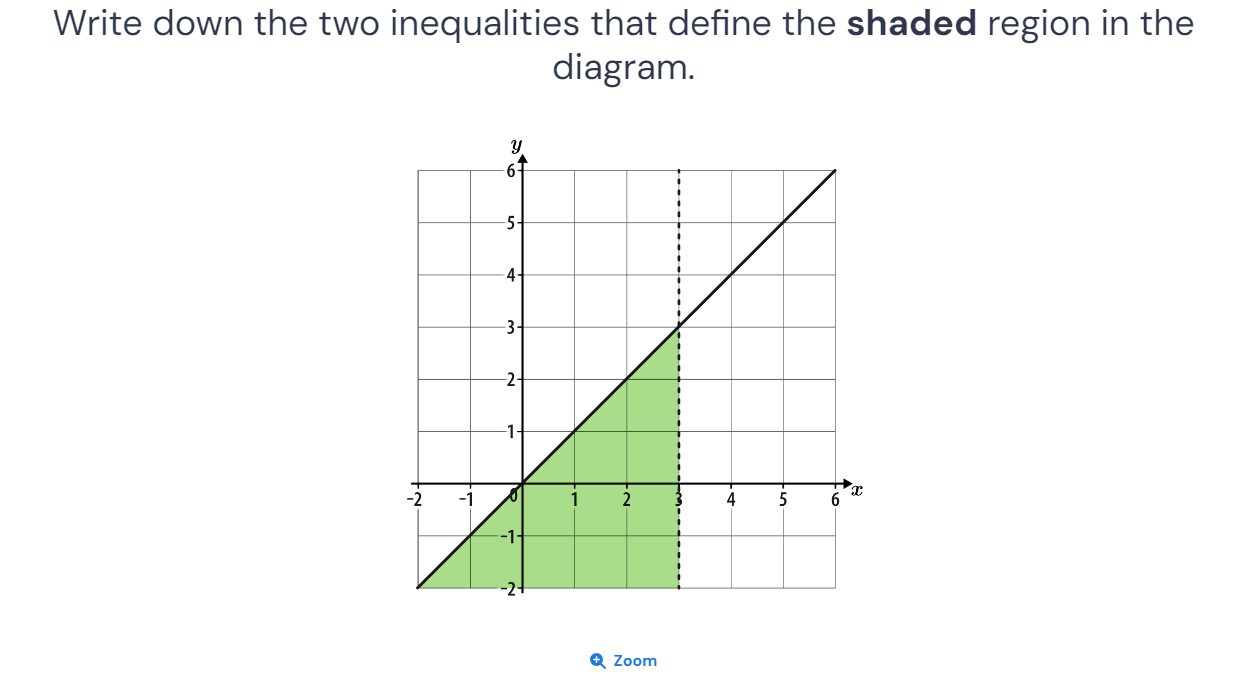 Write down the two inequalities that define the shaded region in the
diagram.
y
6
5
4
3
2
1
-2 -1 0 1 2 3 4 5 6 x
-1
-2
Zoom